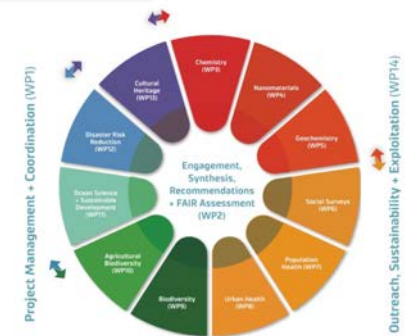 Project Management + Coordination (WP1)
Chemistry
(WP3)
Nanomaterials
(WP4)
Geochemistry
(WP5)
Social Surveys
(WP6)
Population
Health (WP7)
Urban Health
(WP8)
Biodiversity
(WP9)
Agricultural
Biodiversity
(WP10)
Ocean Science
+ Sustainable
Development
(WP11)
Disaster Risk
Reduction
(WP12)
Cultural
Heritage
(WP13)
Engagement,
Synthesis,
Recommendations
+ FAIR Assessment
(WP2)
Outreach, Sustainability + Exploitation (WP14)